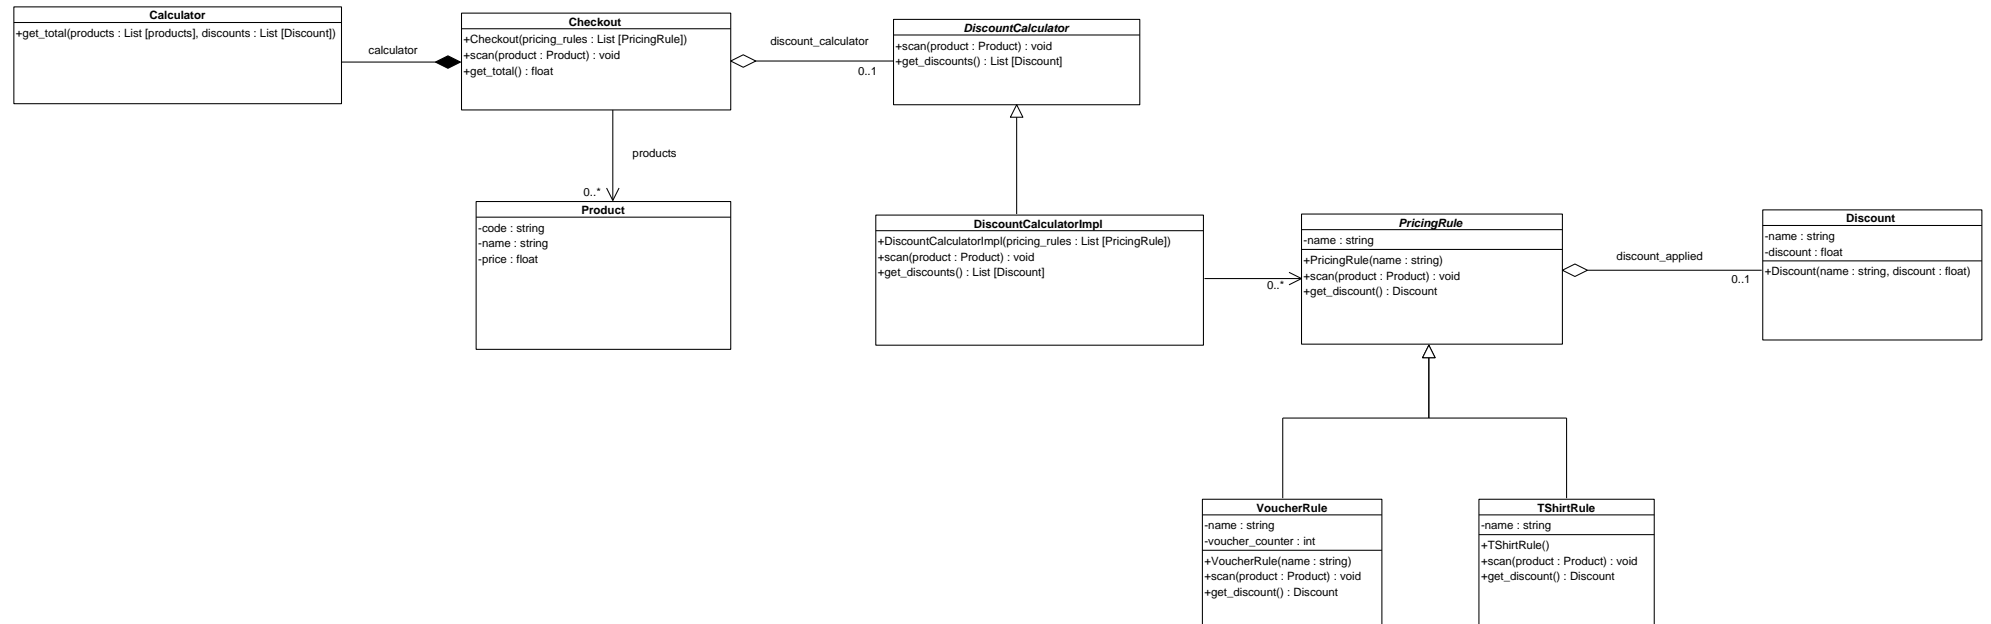 Calculator
+get_total(products : List [products], discounts : List [Discount])
calculator
Checkout
+Checkout(pricing_rules : List [PricingRule])
+scan(product : Product) : void
+get_total() : float
discount_calculator
0..1
DiscountCalculator
+scan(product : Product) : void
+get_discounts() : List [Discount]
products
0..*
Product
-code : string
-name : string
-price : float
DiscountCalculatorImpl
+DiscountCalculatorImpl(pricing_rules : List [PricingRule])
+scan(product : Product) : void
+get_discounts() : List [Discount]
0..*
PricingRule
-name : string
+PricingRule(name : string)
+scan(product : Product) : void
+get_discount() : Discount
discount_applied
0..1
Discount
-name : string
-discount : float
+Discount(name : string, discount : float)
VoucherRule
-name : string
-voucher_counter : int
+VoucherRule(name : string)
+scan(product : Product) : void
+get_discount() : Discount
TShirtRule
-name : string
+TShirtRule()
+scan(product : Product) : void
+get_discount() : Discount